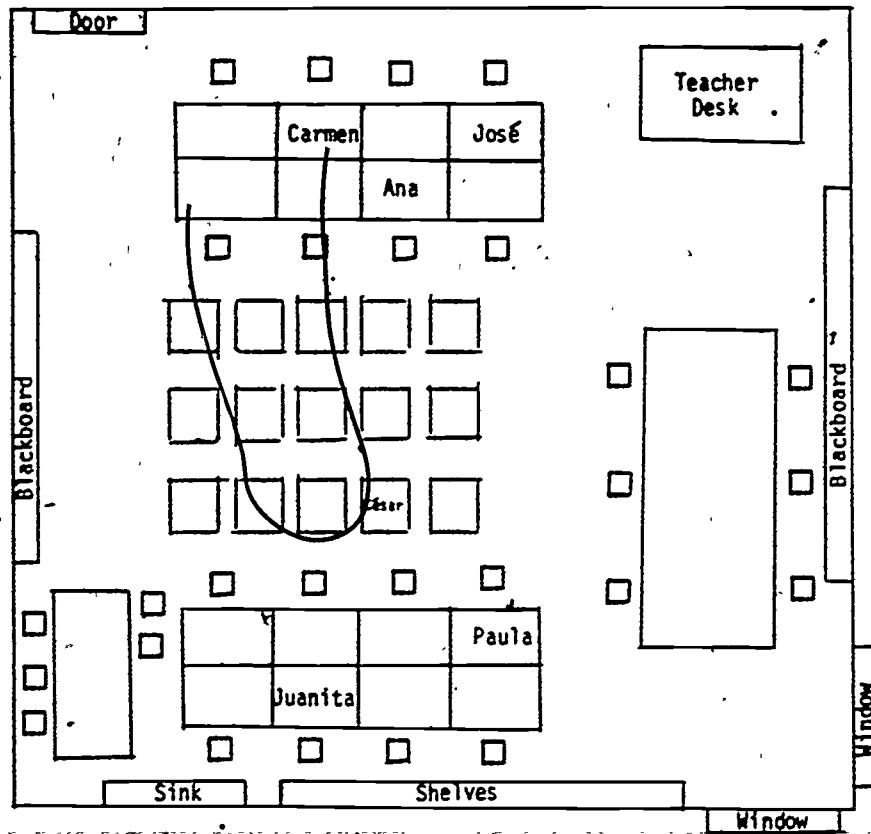 Door
Teacher
Desk
Carmen
José
Ana
Blackboard
Blackboard
César
Paula
Juanita
Window
Sink
Shelves
Window